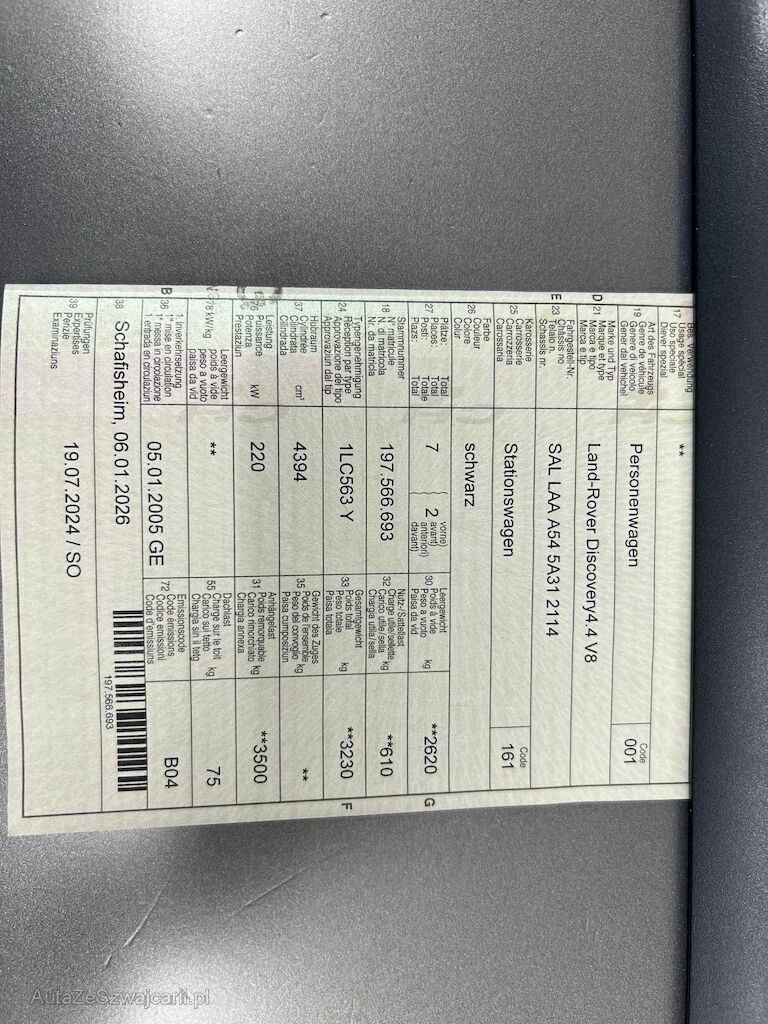 Bes. Verwendung
17 Usage spécial
Uso speciale
Diever spezial
**
Art des Fahrzeugs
19 Genre de véhicule
Genere di veicolo
Gener dal vehichel
Personenwagen
Code
001
D
Marke und Typ
21 Marque et type
Marca e tipo
Marca e tip
Land-Rover Discovery4.4 V8
E
Fahrgestell-Nr.
23 Châssis no
Telaio n.
Schassis nr.
SAL LAA A54 5A31 2114
Karosserie
25 Carrosserie
Carrozzeria
Carossaria
Stationswagen
Code
161
Farbe
26 Couleur
Colore
Colur
schwarz
Plätze: Total
27 Places: Total
Posti: Totale
Plazs: Total
7
2
vorne)
avant)
anteriori)
davant)
Leergewicht
30 Poids à vide
Peso a vuoto kg
Paisa da vid
**2620
G
Stammnummer
18 No matricule
N. di matricola
Nr. da matricla
197.566.693
Nutz-/Sattellast
32 Charge utile/sellette
Carico utile/sella kg
Chargia utila/sella
**610
Typengenehmigung
24 Réception par type
Approvazione del tipo
Approvaziun dal tip
1LC563 Y
Gesamtgewicht
33 Poids total
Peso totale kg
Paisa totala
**3230
F
Hubraum
37 Cylindrée
Cilindrata cm³
Cilindrada
4394
Gewicht des Zuges
35 Poids de l'ensemble
Peso del convoglio kg
Paisa cumposiziun
**
Leistung
76 Puissance
Potenza kW
Prestaziun
220
Anhängelast
31 Poids remorquable
Carico rimorchiato kg
Chargia annexa
**3500
Leergewicht
78 kW/kg poids à vide
peso a vuoto
paisa da vid
**
Dachlast
55 Charge sur le toit
Carico sul tetto kg
Chargia sin il tetg
75
B
1. Inverkehrsetzung
36 1re mise en circulation
1a messa in circolazione
1. entrada en circulaziun
05.01.2005 GE
Emissionscode
72 Code émissions
Codice emissioni
Code d'emissiuns
B04
38 Schafisheim, 06.01.2026
197.566.693
Prüfungen
39 Expertises
Perizie
Examinaziuns
19.07.2024 / SO
AutaZeSzwajcarii.pl